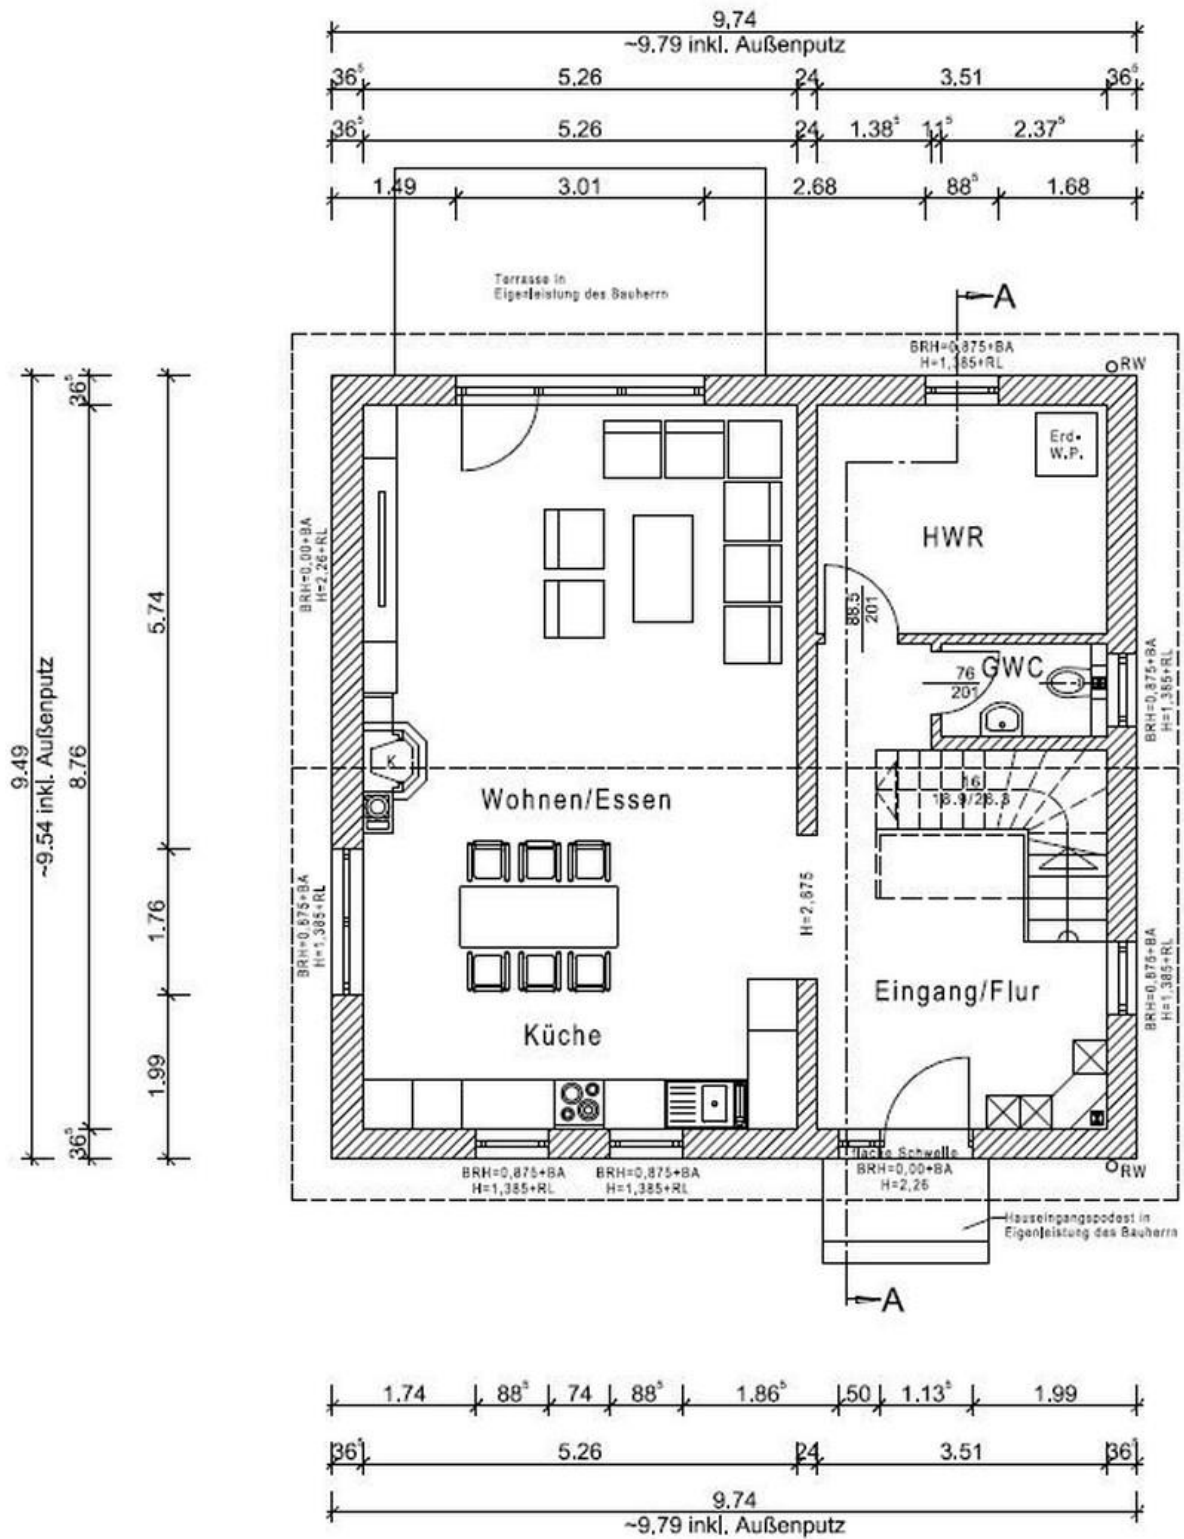 9.74
~9.79 inkl. Außenputz
36⁵ 5.26 24 3.51 36⁵
36⁵ 5.26 24 1.38⁵ 11⁵ 2.37⁵
1.49 3.01 2.68 88⁵ 1.68
Terrasse in
Eigenleistung des Bauherrn
A
BRH=0,875+BA
H=1,385+RL
RW
36⁵
Erd-
W.P.
HWR
BRH=0,00+BA
H=2,26+RL
5.74
88.5
201
GWC
76
201
BRH=0,875+BA
H=1,385+RL
9.49
~9.54 inkl. Außenputz
8.76
K
Wohnen/Essen
16
18.9/26.3
H=2,675
BRH=0,875+BA
H=1,385+RL
1.76
Eingang/Flur
BRH=0,875+BA
H=1,385+RL
Küche
1.99
36⁵
flache Schwelle
BRH=0,875+BA
H=1,385+RL
BRH=0,875+BA
H=1,385+RL
BRH=0,00+BA
H=2,26
RW
Hauseingangspodest in
Eigenleistung des Bauherrn
A
1.74 88⁵ 74 88⁵ 1.86⁵ 50 1.13⁵ 1.99
36⁵ 5.26 24 3.51 36⁵
9.74
~9.79 inkl. Außenputz